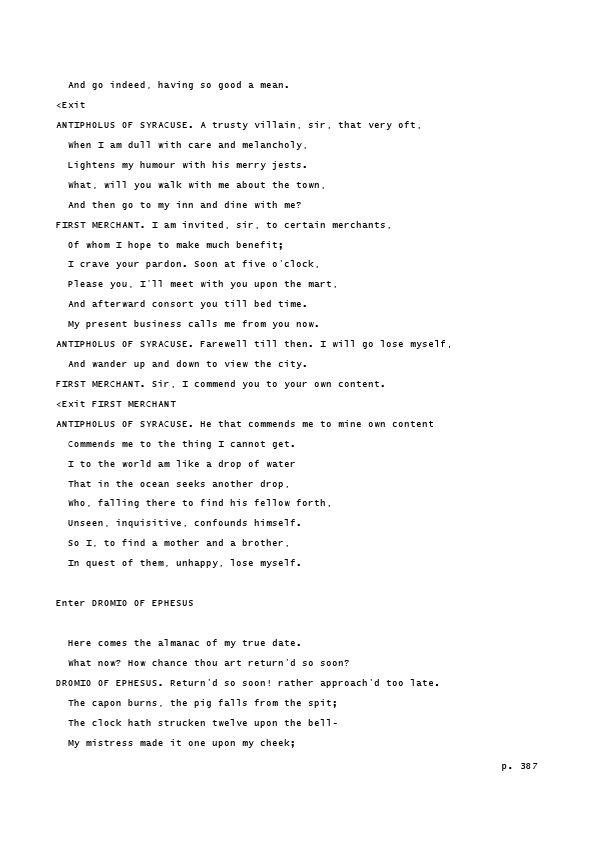 And go indeed, having so good a mean.
<Exit
ANTIPHOLUS OF SYRACUSE. A trusty villain, sir, that very oft,
When I am dull with care and melancholy,
Lightens my humour with his merry jests.
What, will you walk with me about the town,
And then go to my inn and dine with me?
FIRST MERCHANT. I am invited, sir, to certain merchants,
Of whom I hope to make much benefit;
I crave your pardon. Soon at five o'clock,
Please you, I'll meet with you upon the mart,
And afterward consort you till bed time.
My present business calls me from you now.
ANTIPHOLUS OF SYRACUSE. Farewell till then. I will go lose myself,
And wander up and down to view the city.
FIRST MERCHANT. Sir, I commend you to your own content.
<Exit FIRST MERCHANT
ANTIPHOLUS OF SYRACUSE. He that commends me to mine own content
Commends me to the thing I cannot get.
I to the world am like a drop of water
That in the ocean seeks another drop,
Who, falling there to find his fellow forth,
Unseen, inquisitive, confounds himself.
So I, to find a mother and a brother,
In quest of them, unhappy, lose myself.
Enter DROMIO OF EPHESUS
Here comes the almanac of my true date.
What now? How chance thou art return'd so soon?
DROMIO OF EPHESUS. Return'd so soon! rather approach'd too late.
The capon burns, the pig falls from the spit;
The clock hath strucken twelve upon the bell-
My mistress made it one upon my cheek;
p. 387